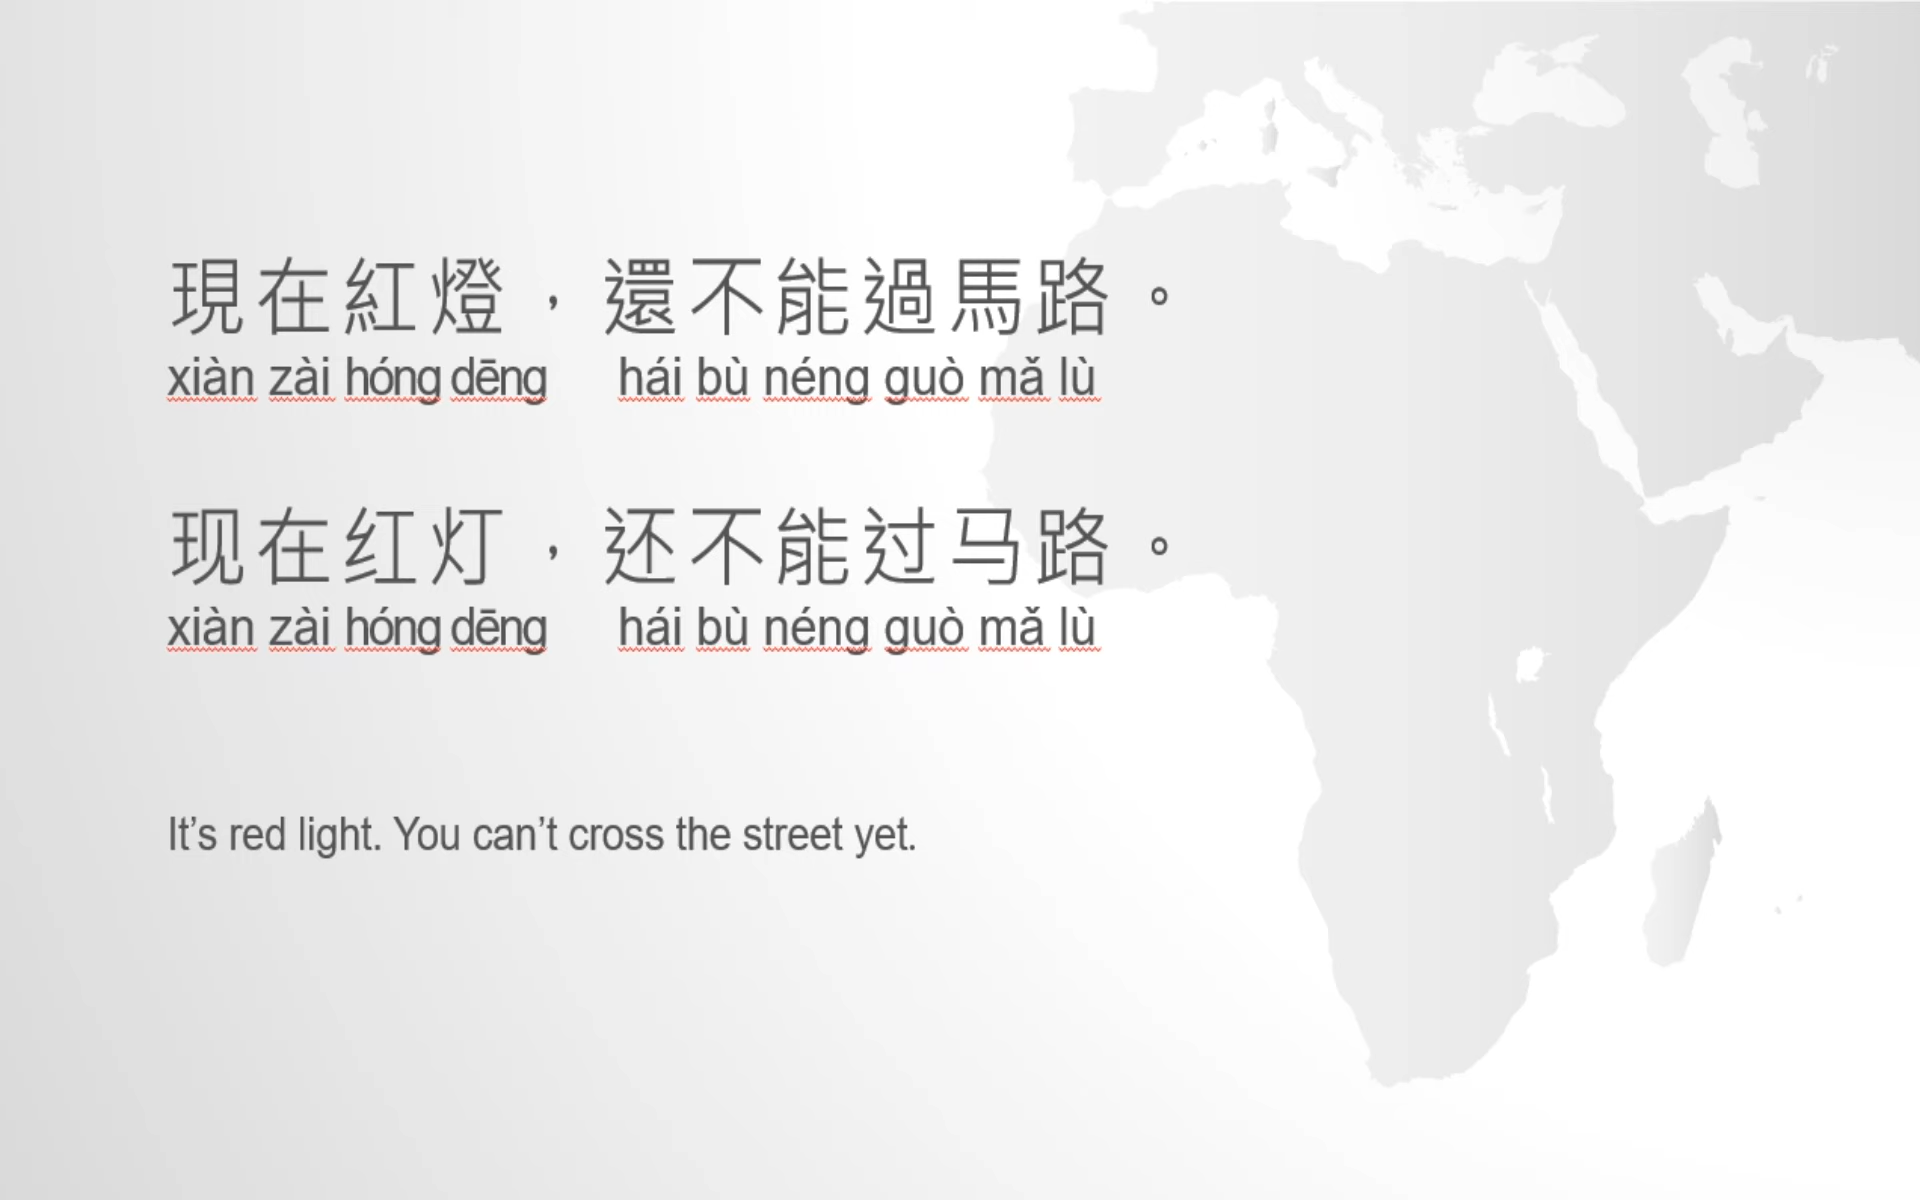 現在紅燈，還不能過馬路。
xiàn zài hóng dēng hái bù néng guò mǎ lù
现在红灯，还不能过马路。
xiàn zài hóng dēng hái bù néng guò mǎ lù
It’s red light. You can’t cross the street yet.